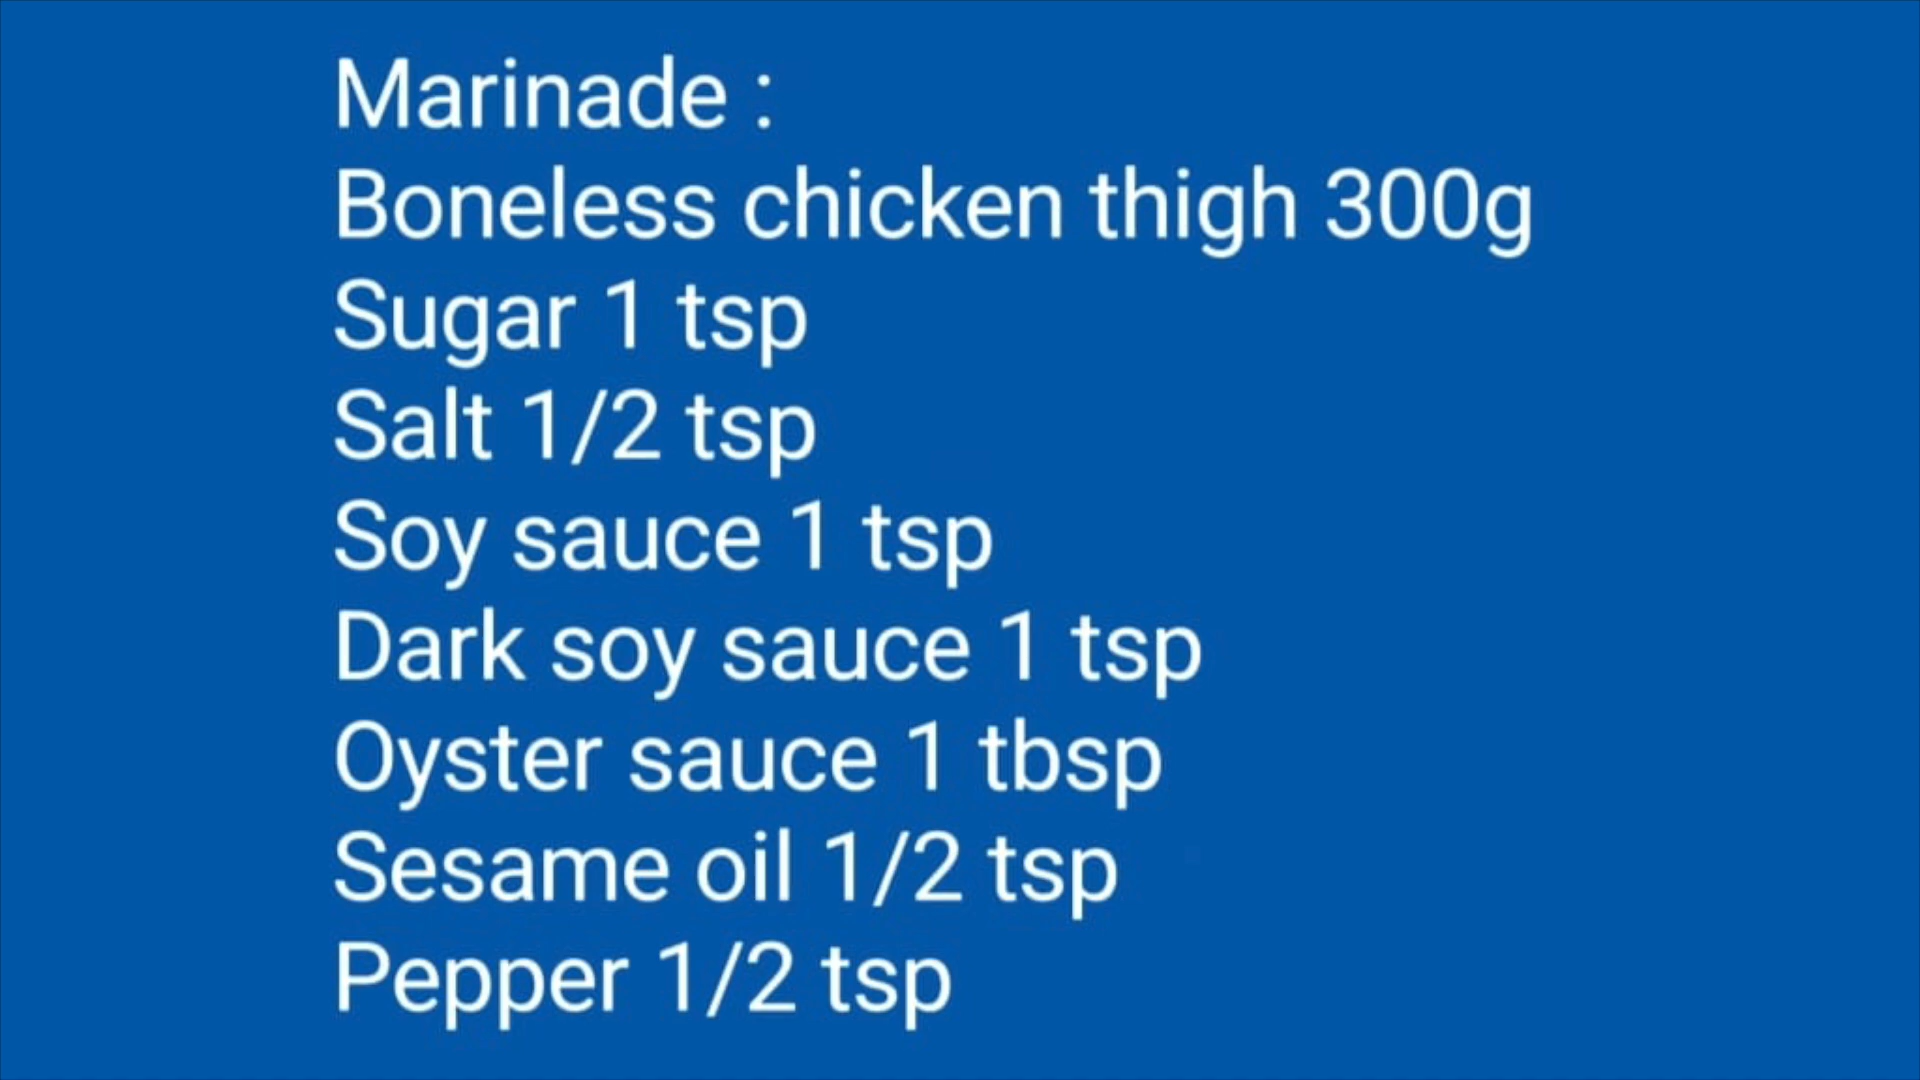 Marinade :
Boneless chicken thigh 300g
Sugar 1 tsp
Salt 1/2 tsp
Soy sauce 1 tsp
Dark soy sauce 1 tsp
Oyster sauce 1 tbsp
Sesame oil 1/2 tsp
Pepper 1/2 tsp